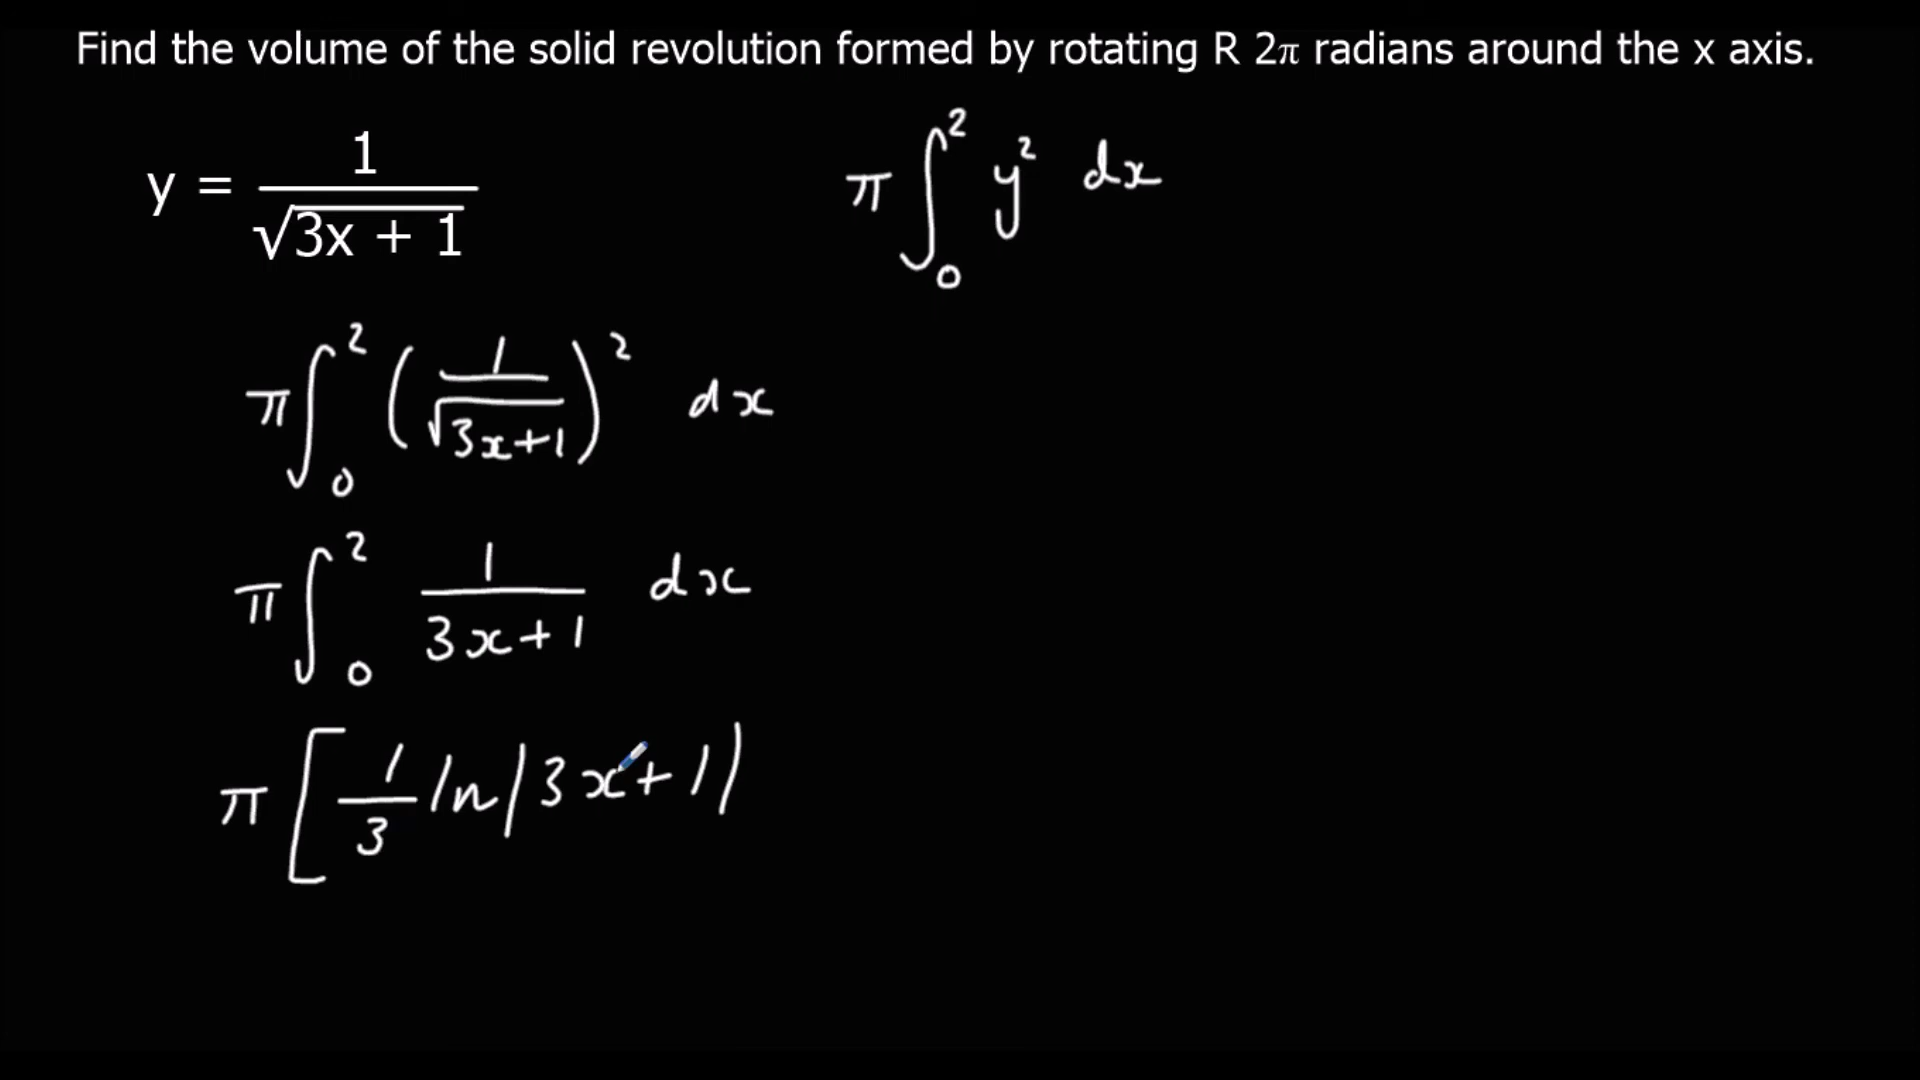 Find the volume of the solid revolution formed by rotating R 2π radians around the x axis.
y = 1/√(3x + 1)
π ∫₀² y² dx
π ∫₀² (1/√(3x+1))² dx
π ∫₀² 1/(3x+1) dx
π [1/3 ln|3x+1|